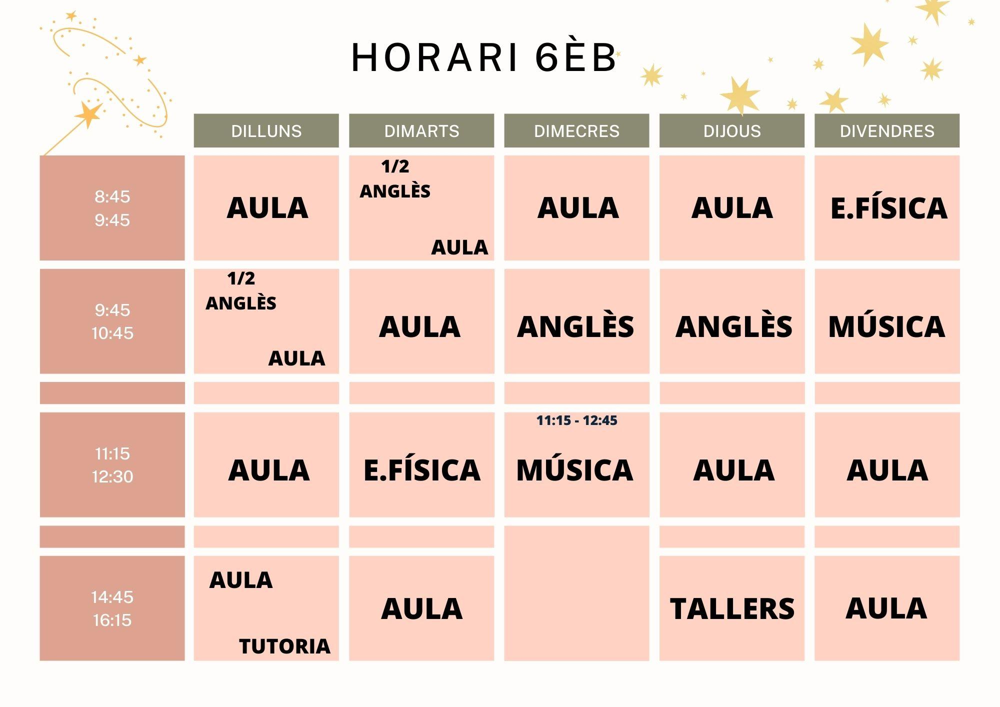 HORARI 6ÈB
DILLUNS DIMARTS DIMECRES DIJOUS DIVENDRES
8:45
9:45
AULA
1/2
ANGLÈS
AULA
AULA
AULA
E.FÍSICA
9:45
10:45
1/2
ANGLÈS
AULA
AULA
ANGLÈS
ANGLÈS
MÚSICA
11:15
12:30
AULA
E.FÍSICA
11:15 - 12:45
MÚSICA
AULA
AULA
14:45
16:15
AULA
TUTORIA
AULA
TALLERS
AULA